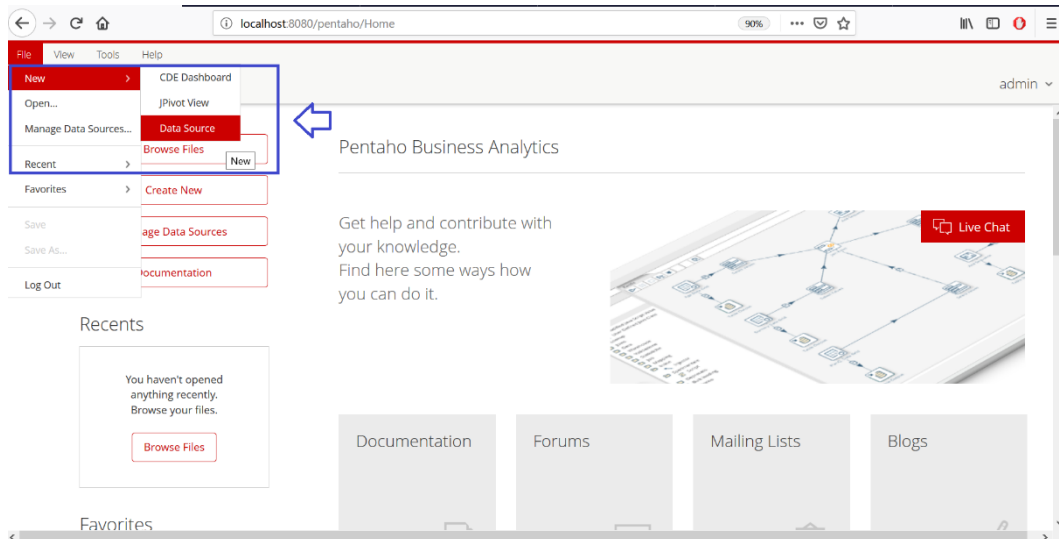 localhost:8080/pentaho/Home
90%
File View Tools Help
New
Open...
Manage Data Sources...
Recent
Favorites
Save
Save As...
Log Out
CDE Dashboard
JPivot View
Data Source
New
admin
Browse Files
Create New
age Data Sources
ocumentation
Recents
You haven't opened
anything recently.
Browse your files.
Browse Files
Favorites
Pentaho Business Analytics
Get help and contribute with
your knowledge.
Find here some ways how
you can do it.
Live Chat
Documentation
Forums
Mailing Lists
Blogs